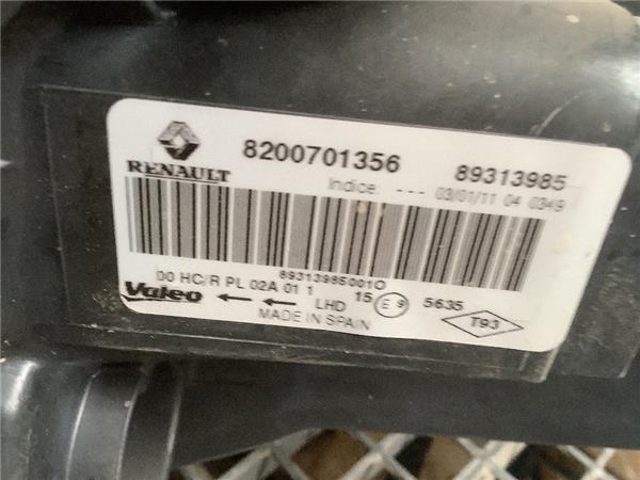 RENAULT 8200701356 89313985
Indice: --- 03/01/11 04 0349
89313985001O
00 HC/R PL 02A 01 1 15 E 9 5635
Valeo LHD T93
MADE IN SPAIN